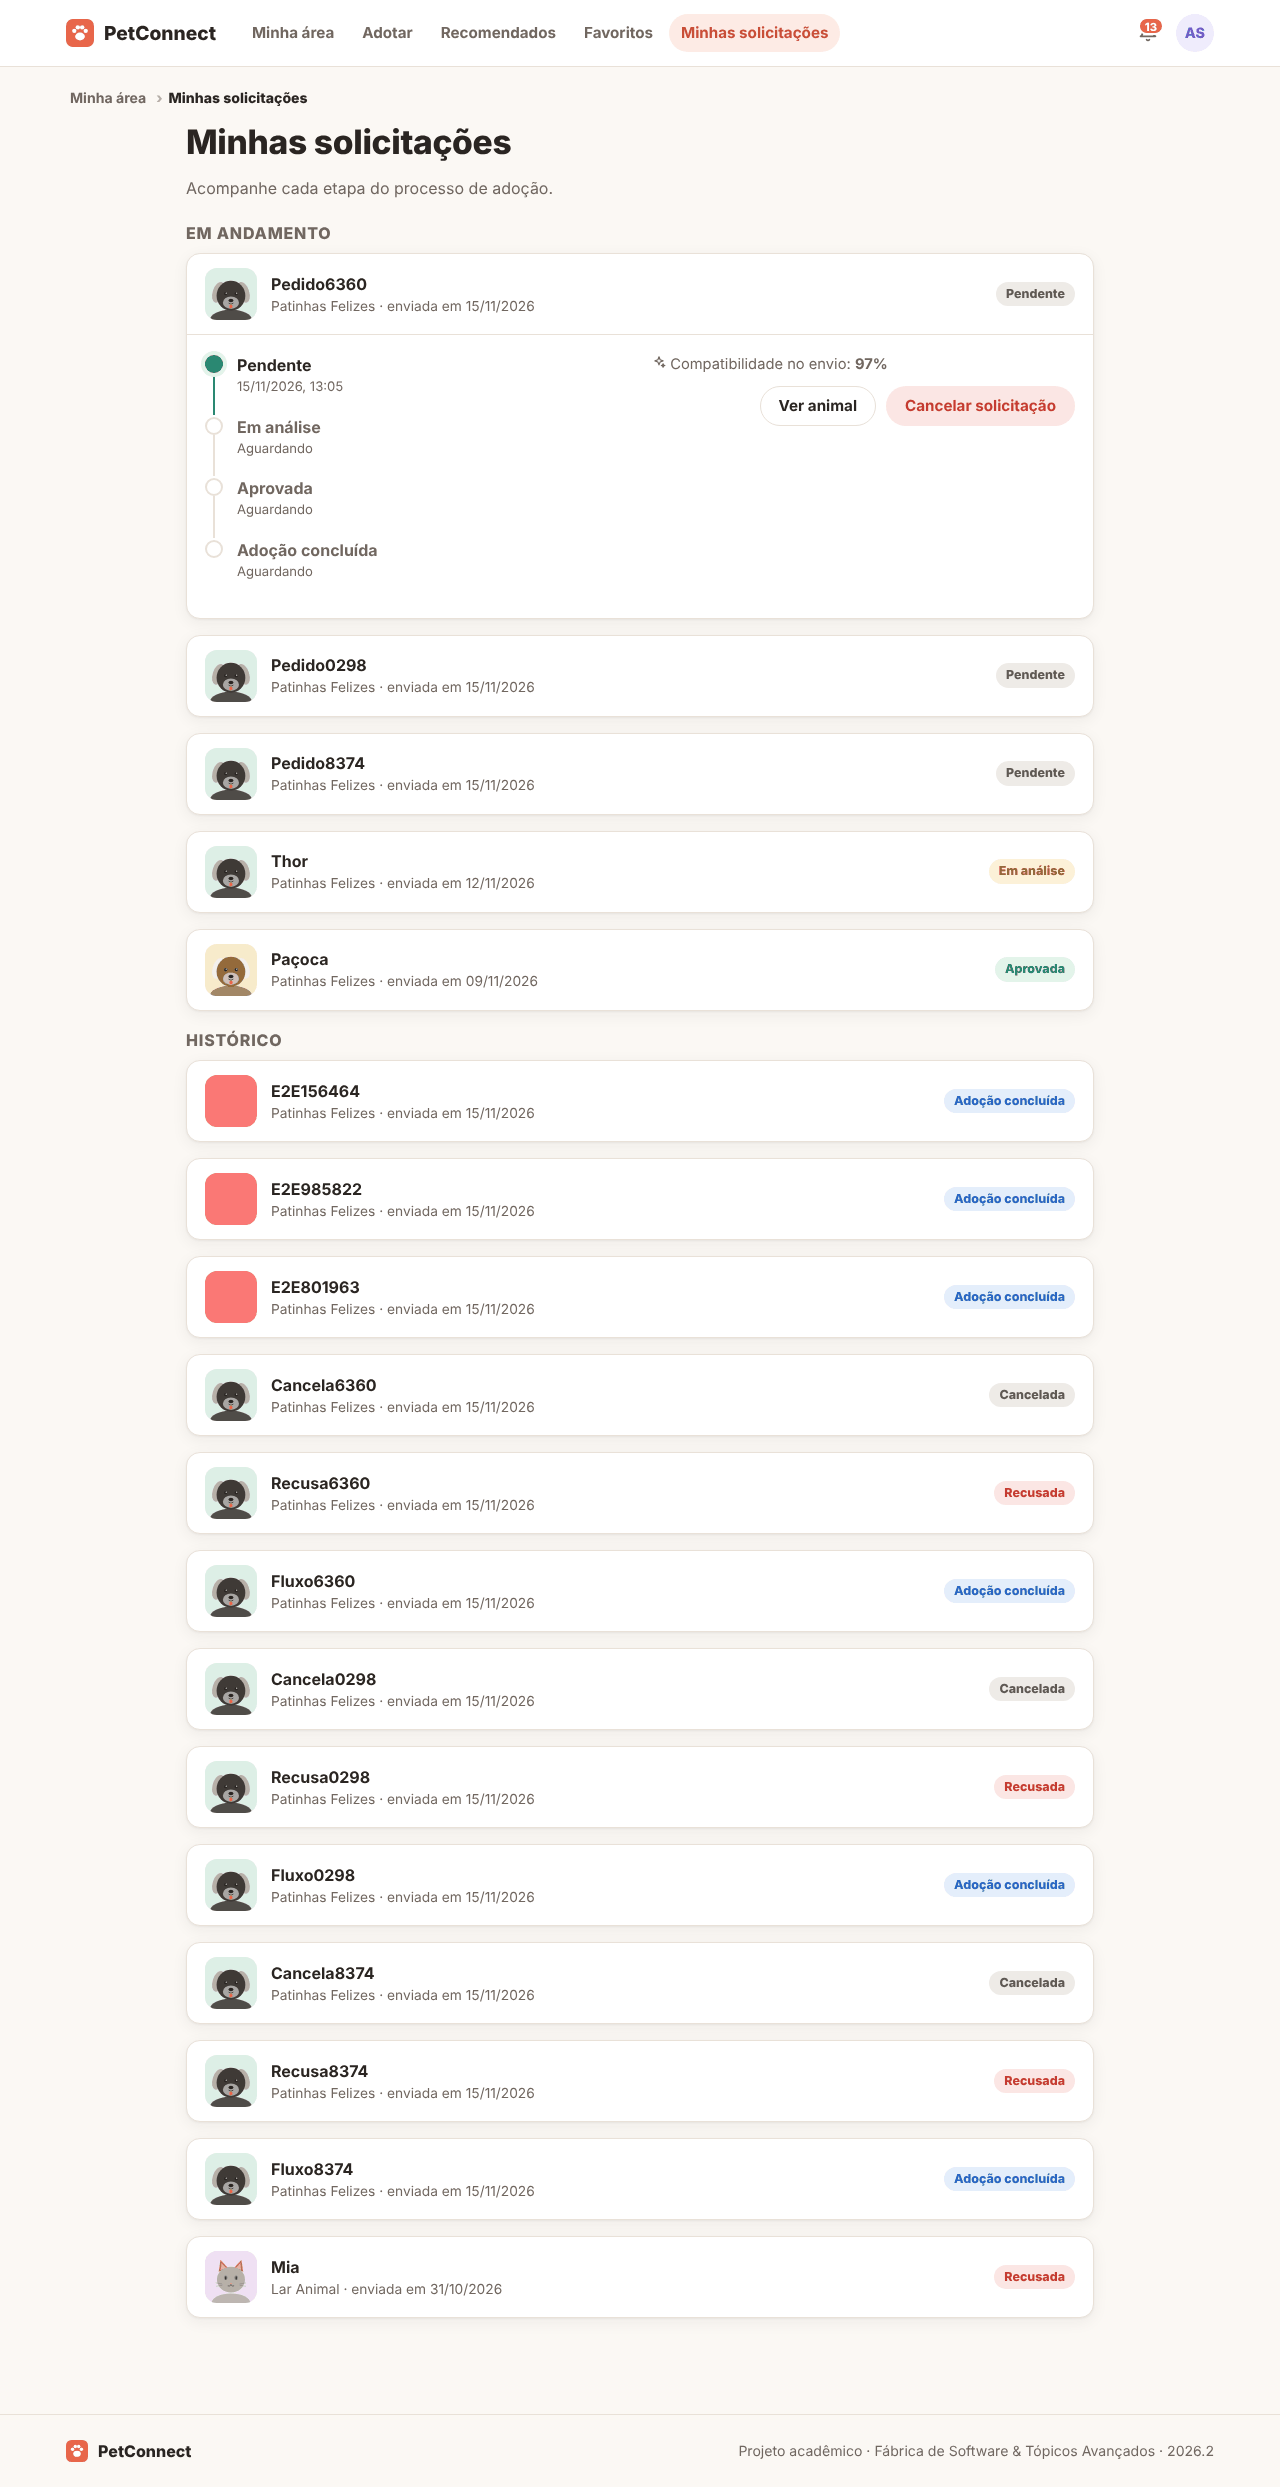 PetConnect
Minha área
Adotar
Recomendados
Favoritos
Minhas solicitações
13
AS
Minha área › Minhas solicitações
Minhas solicitações
Acompanhe cada etapa do processo de adoção.
EM ANDAMENTO
Pedido6360
Patinhas Felizes · enviada em 15/11/2026
Pendente
Pendente
15/11/2026, 13:05
Em análise
Aguardando
Aprovada
Aguardando
Adoção concluída
Aguardando
Compatibilidade no envio: 97%
Ver animal
Cancelar solicitação
Pedido0298
Patinhas Felizes · enviada em 15/11/2026
Pendente
Pedido8374
Patinhas Felizes · enviada em 15/11/2026
Pendente
Thor
Patinhas Felizes · enviada em 12/11/2026
Em análise
Paçoca
Patinhas Felizes · enviada em 09/11/2026
Aprovada
HISTÓRICO
E2E156464
Patinhas Felizes · enviada em 15/11/2026
Adoção concluída
E2E985822
Patinhas Felizes · enviada em 15/11/2026
Adoção concluída
E2E801963
Patinhas Felizes · enviada em 15/11/2026
Adoção concluída
Cancela6360
Patinhas Felizes · enviada em 15/11/2026
Cancelada
Recusa6360
Patinhas Felizes · enviada em 15/11/2026
Recusada
Fluxo6360
Patinhas Felizes · enviada em 15/11/2026
Adoção concluída
Cancela0298
Patinhas Felizes · enviada em 15/11/2026
Cancelada
Recusa0298
Patinhas Felizes · enviada em 15/11/2026
Recusada
Fluxo0298
Patinhas Felizes · enviada em 15/11/2026
Adoção concluída
Cancela8374
Patinhas Felizes · enviada em 15/11/2026
Cancelada
Recusa8374
Patinhas Felizes · enviada em 15/11/2026
Recusada
Fluxo8374
Patinhas Felizes · enviada em 15/11/2026
Adoção concluída
Mia
Lar Animal · enviada em 31/10/2026
Recusada
PetConnect
Projeto acadêmico · Fábrica de Software & Tópicos Avançados · 2026.2